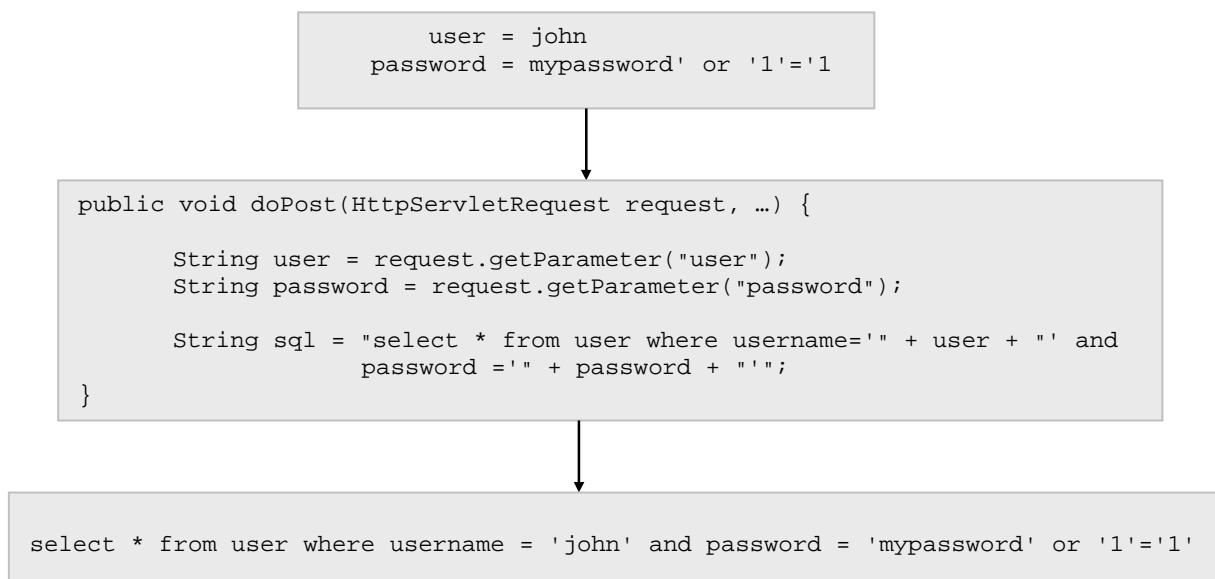 user = john
password = mypassword' or '1'='1
public void doPost(HttpServletRequest request, …) {
String user = request.getParameter("user");
String password = request.getParameter("password");
String sql = "select * from user where username='" + user + "' and
password ='" + password + "'";
}
select * from user where username = 'john' and password = 'mypassword' or '1'='1'